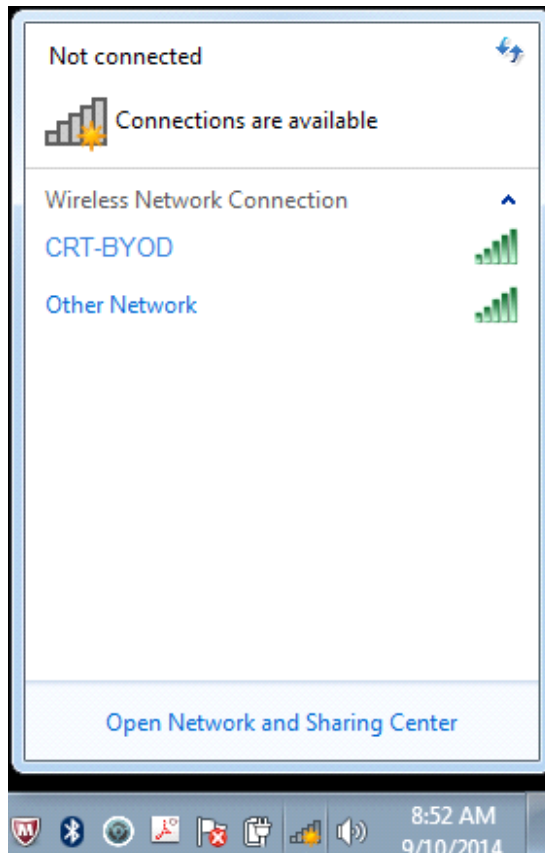 Not connected
Connections are available
Wireless Network Connection
CRT-BYOD
Other Network
Open Network and Sharing Center
8:52 AM
9/10/2014